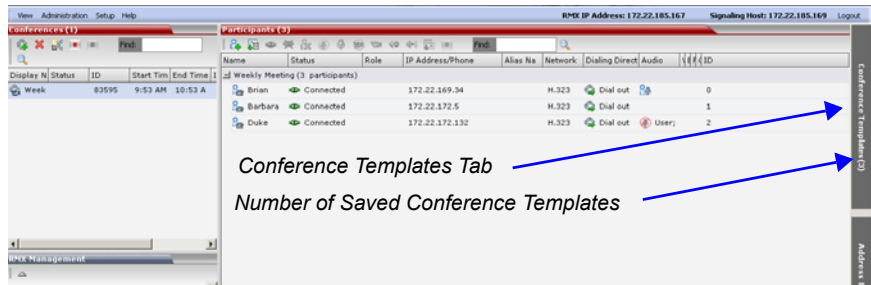 View Administration Setup Help RMX IP Address: 172.22.185.167 Signaling Host: 172.22.185.169 Logout
Conferences (1)
Find:
Display N Status ID Start Tim End Time
Week 83595 9:53 AM 10:53 A
RMX Management
Participants (3)
Find:
Name Status Role IP Address/Phone Alias Na Network Dialing Direct Audio ID
Weekly Meeting (3 participants)
Brian Connected 172.22.169.34 H.323 Dial out 0
Barbara Connected 172.22.172.5 H.323 Dial out 1
Duke Connected 172.22.172.132 H.323 Dial out User; 2
Conference Templates Tab
Number of Saved Conference Templates
Conference Templates (3)
Address